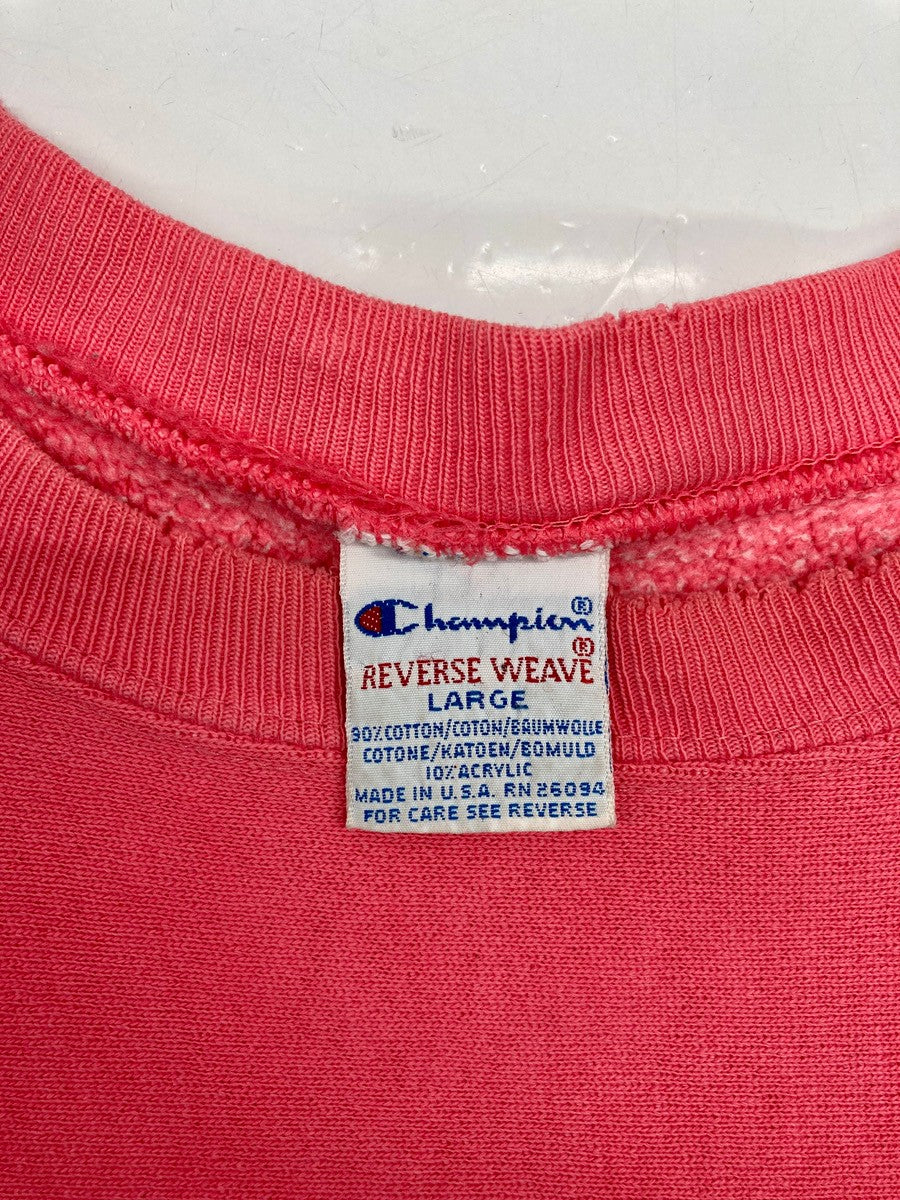 Champion®
REVERSE WEAVE®
LARGE
90% COTTON/COTON/BAUMWOLLE
COTONE/KATOEN/BOMULD
10% ACRYLIC
MADE IN U.S.A. RN 26094
FOR CARE SEE REVERSE